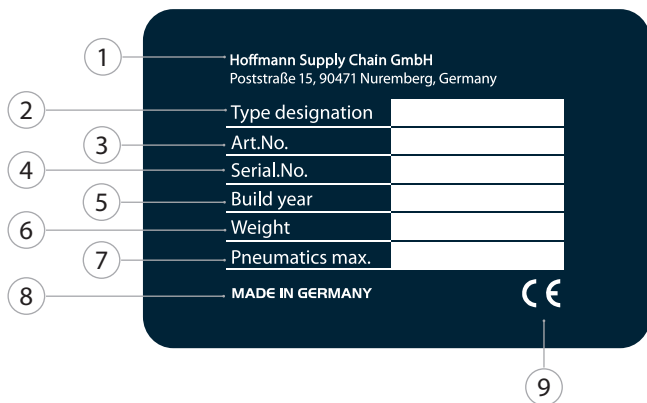 1 Hoffmann Supply Chain GmbH
Poststraße 15, 90471 Nuremberg, Germany
2 Type designation
3 Art.No.
4 Serial.No.
5 Build year
6 Weight
7 Pneumatics max.
8 MADE IN GERMANY CE
9